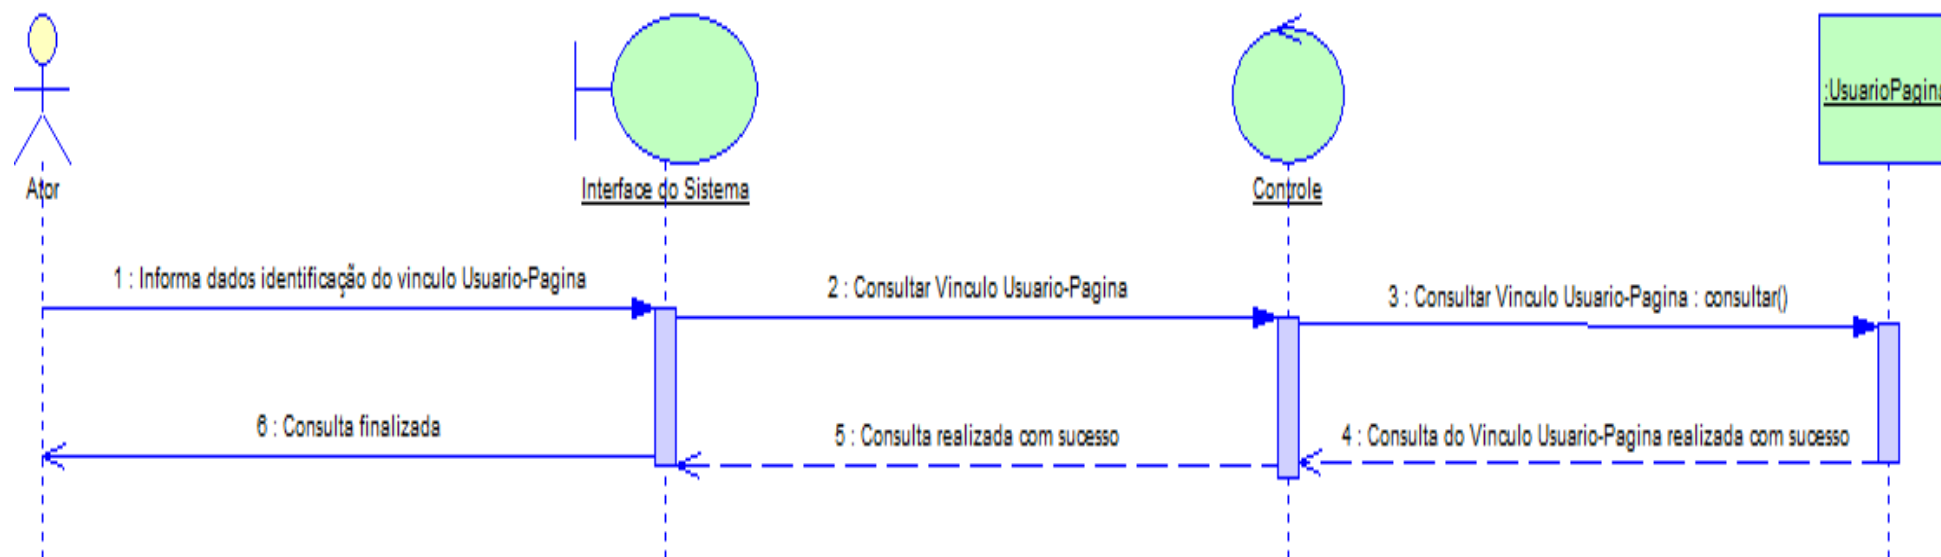 :UsuarioPagina
Ator
Interface do Sistema
Controle
1 : Informa dados identificação do vinculo Usuario-Pagina
2 : Consultar Vinculo Usuario-Pagina
3 : Consultar Vinculo Usuario-Pagina : consultar()
6 : Consulta finalizada
5 : Consulta realizada com sucesso
4 : Consulta do Vinculo Usuario-Pagina realizada com sucesso